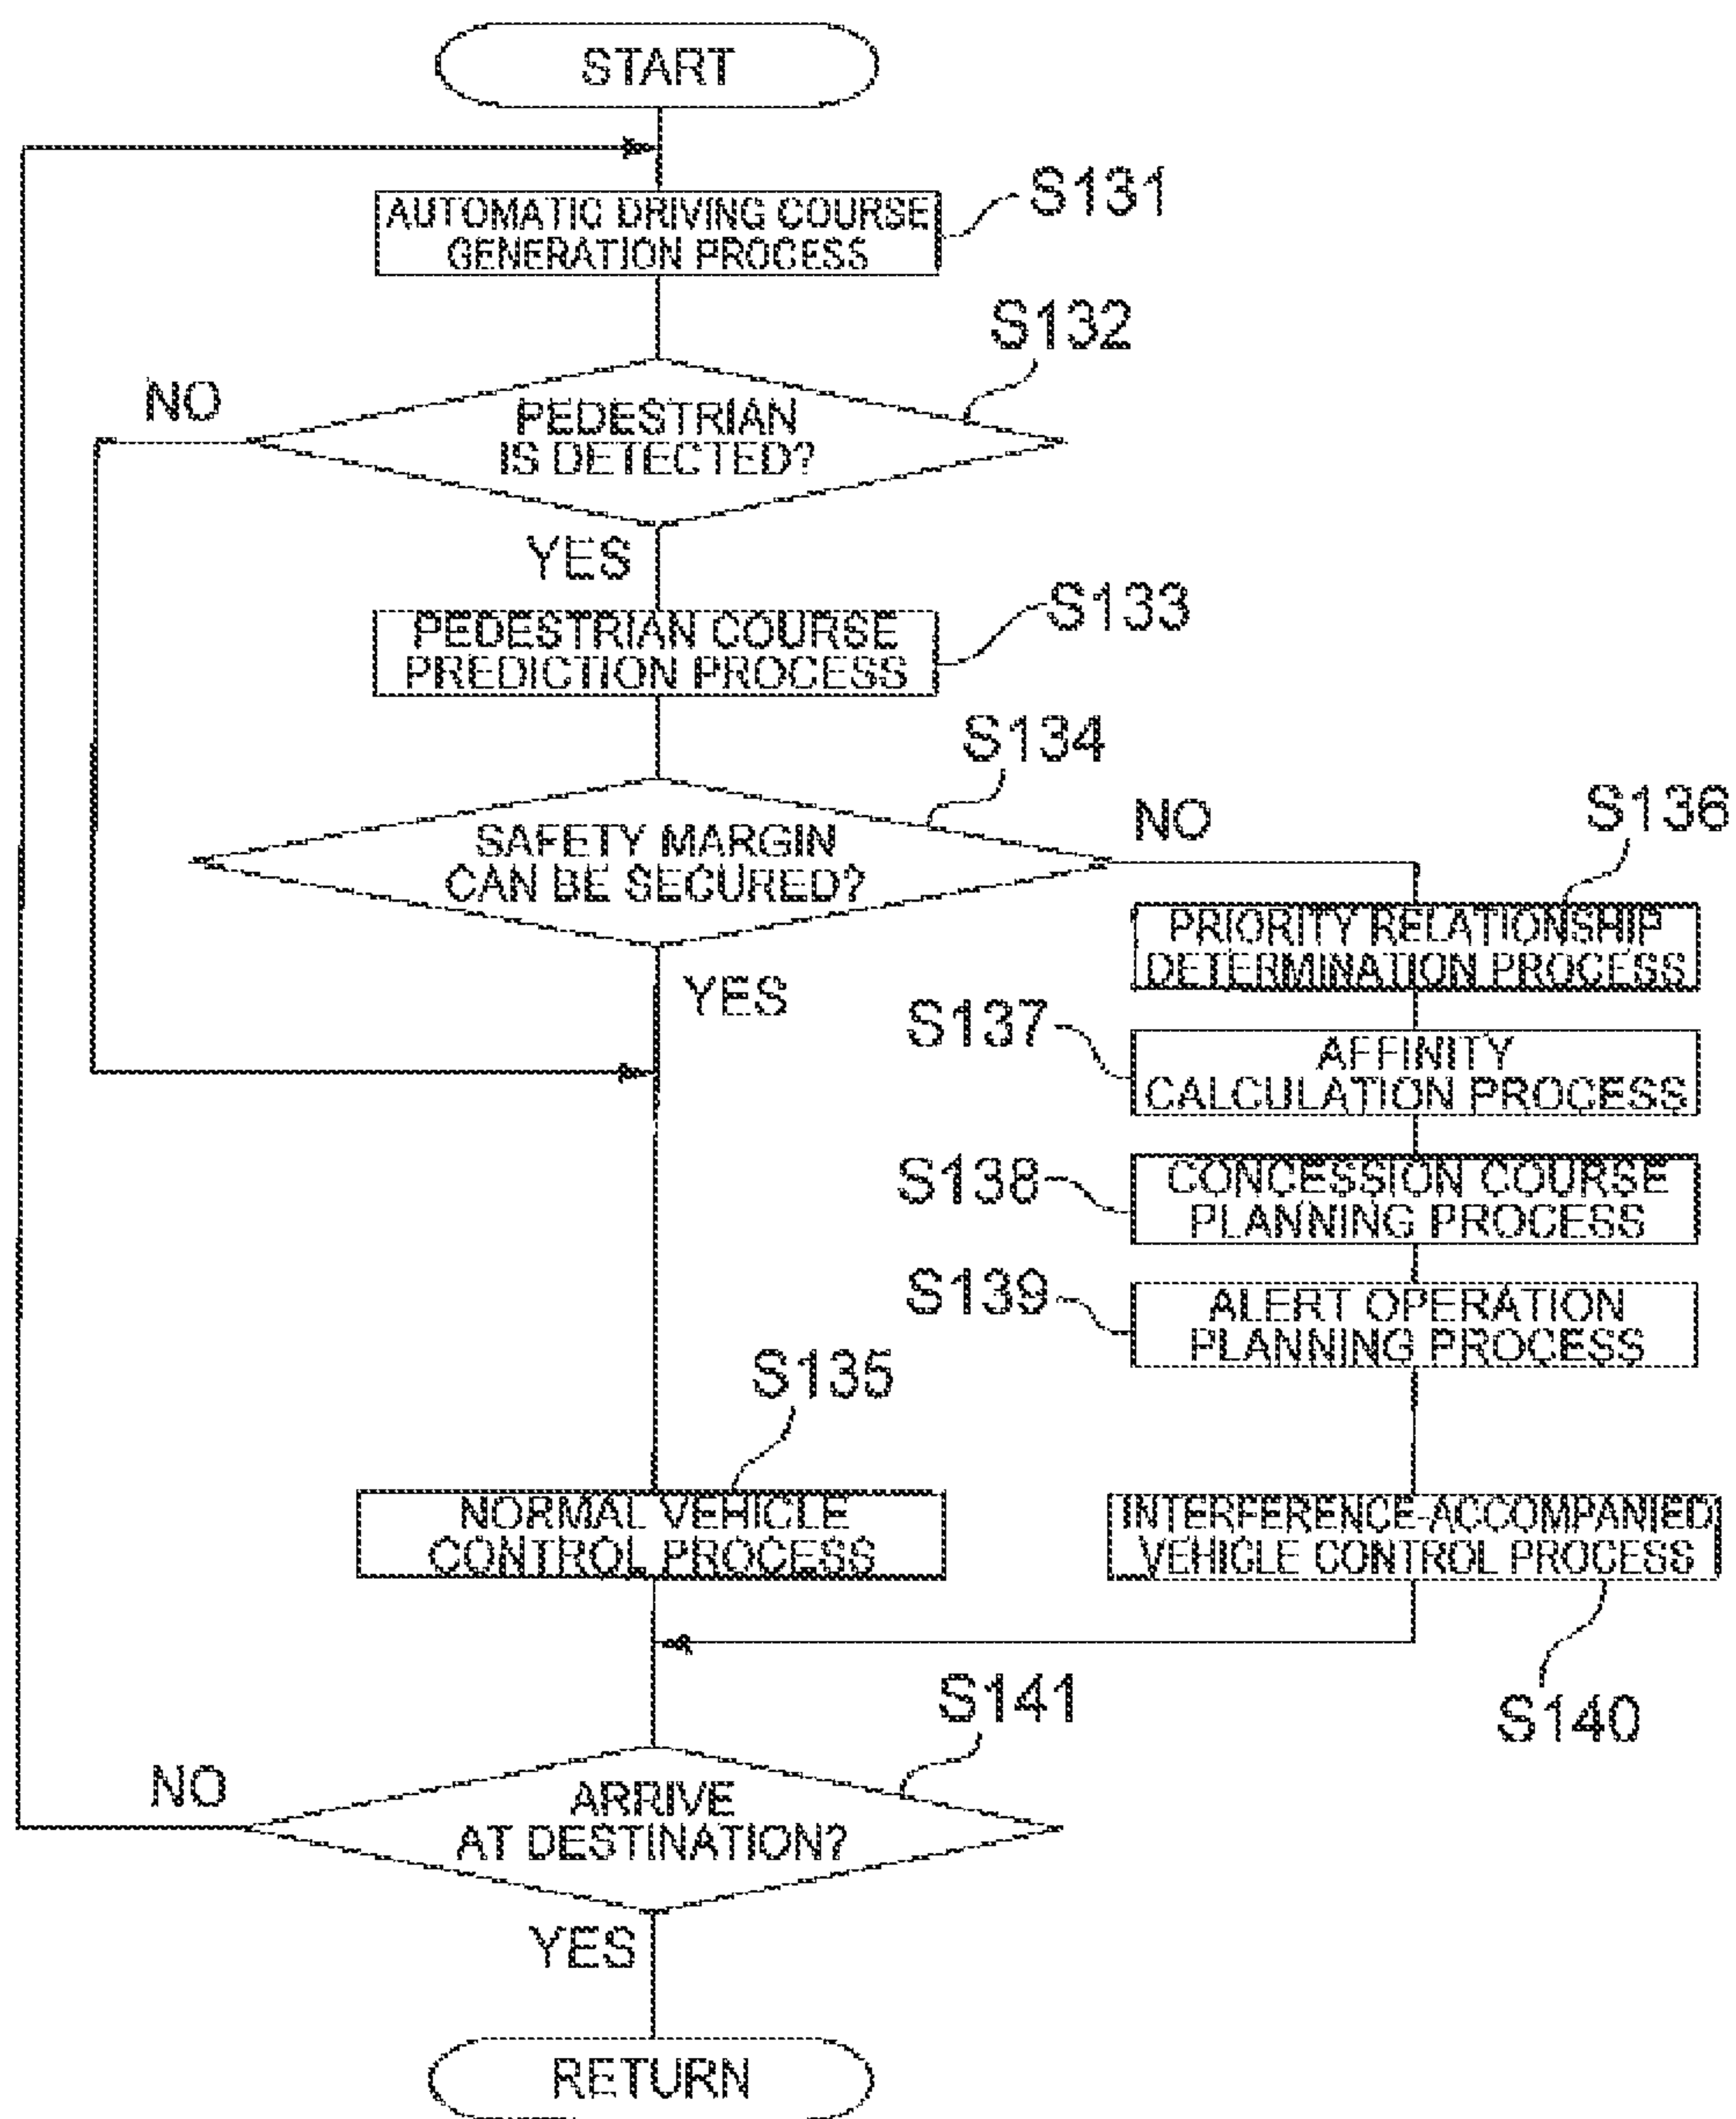 START
AUTOMATIC DRIVING COURSE
GENERATION PROCESS
S131
S132
NO
PEDESTRIAN
IS DETECTED?
YES
PEDESTRIAN COURSE
PREDICTION PROCESS
S133
S134
SAFETY MARGIN
CAN BE SECURED?
NO
YES
S136
PRIORITY RELATIONSHIP
DETERMINATION PROCESS
S137
AFFINITY
CALCULATION PROCESS
S138
CONCESSION COURSE
PLANNING PROCESS
S139
ALERT OPERATION
PLANNING PROCESS
S135
NORMAL VEHICLE
CONTROL PROCESS
INTERFERENCE-ACCOMPANIED
VEHICLE CONTROL PROCESS
S140
S141
NO
ARRIVE
AT DESTINATION?
YES
RETURN